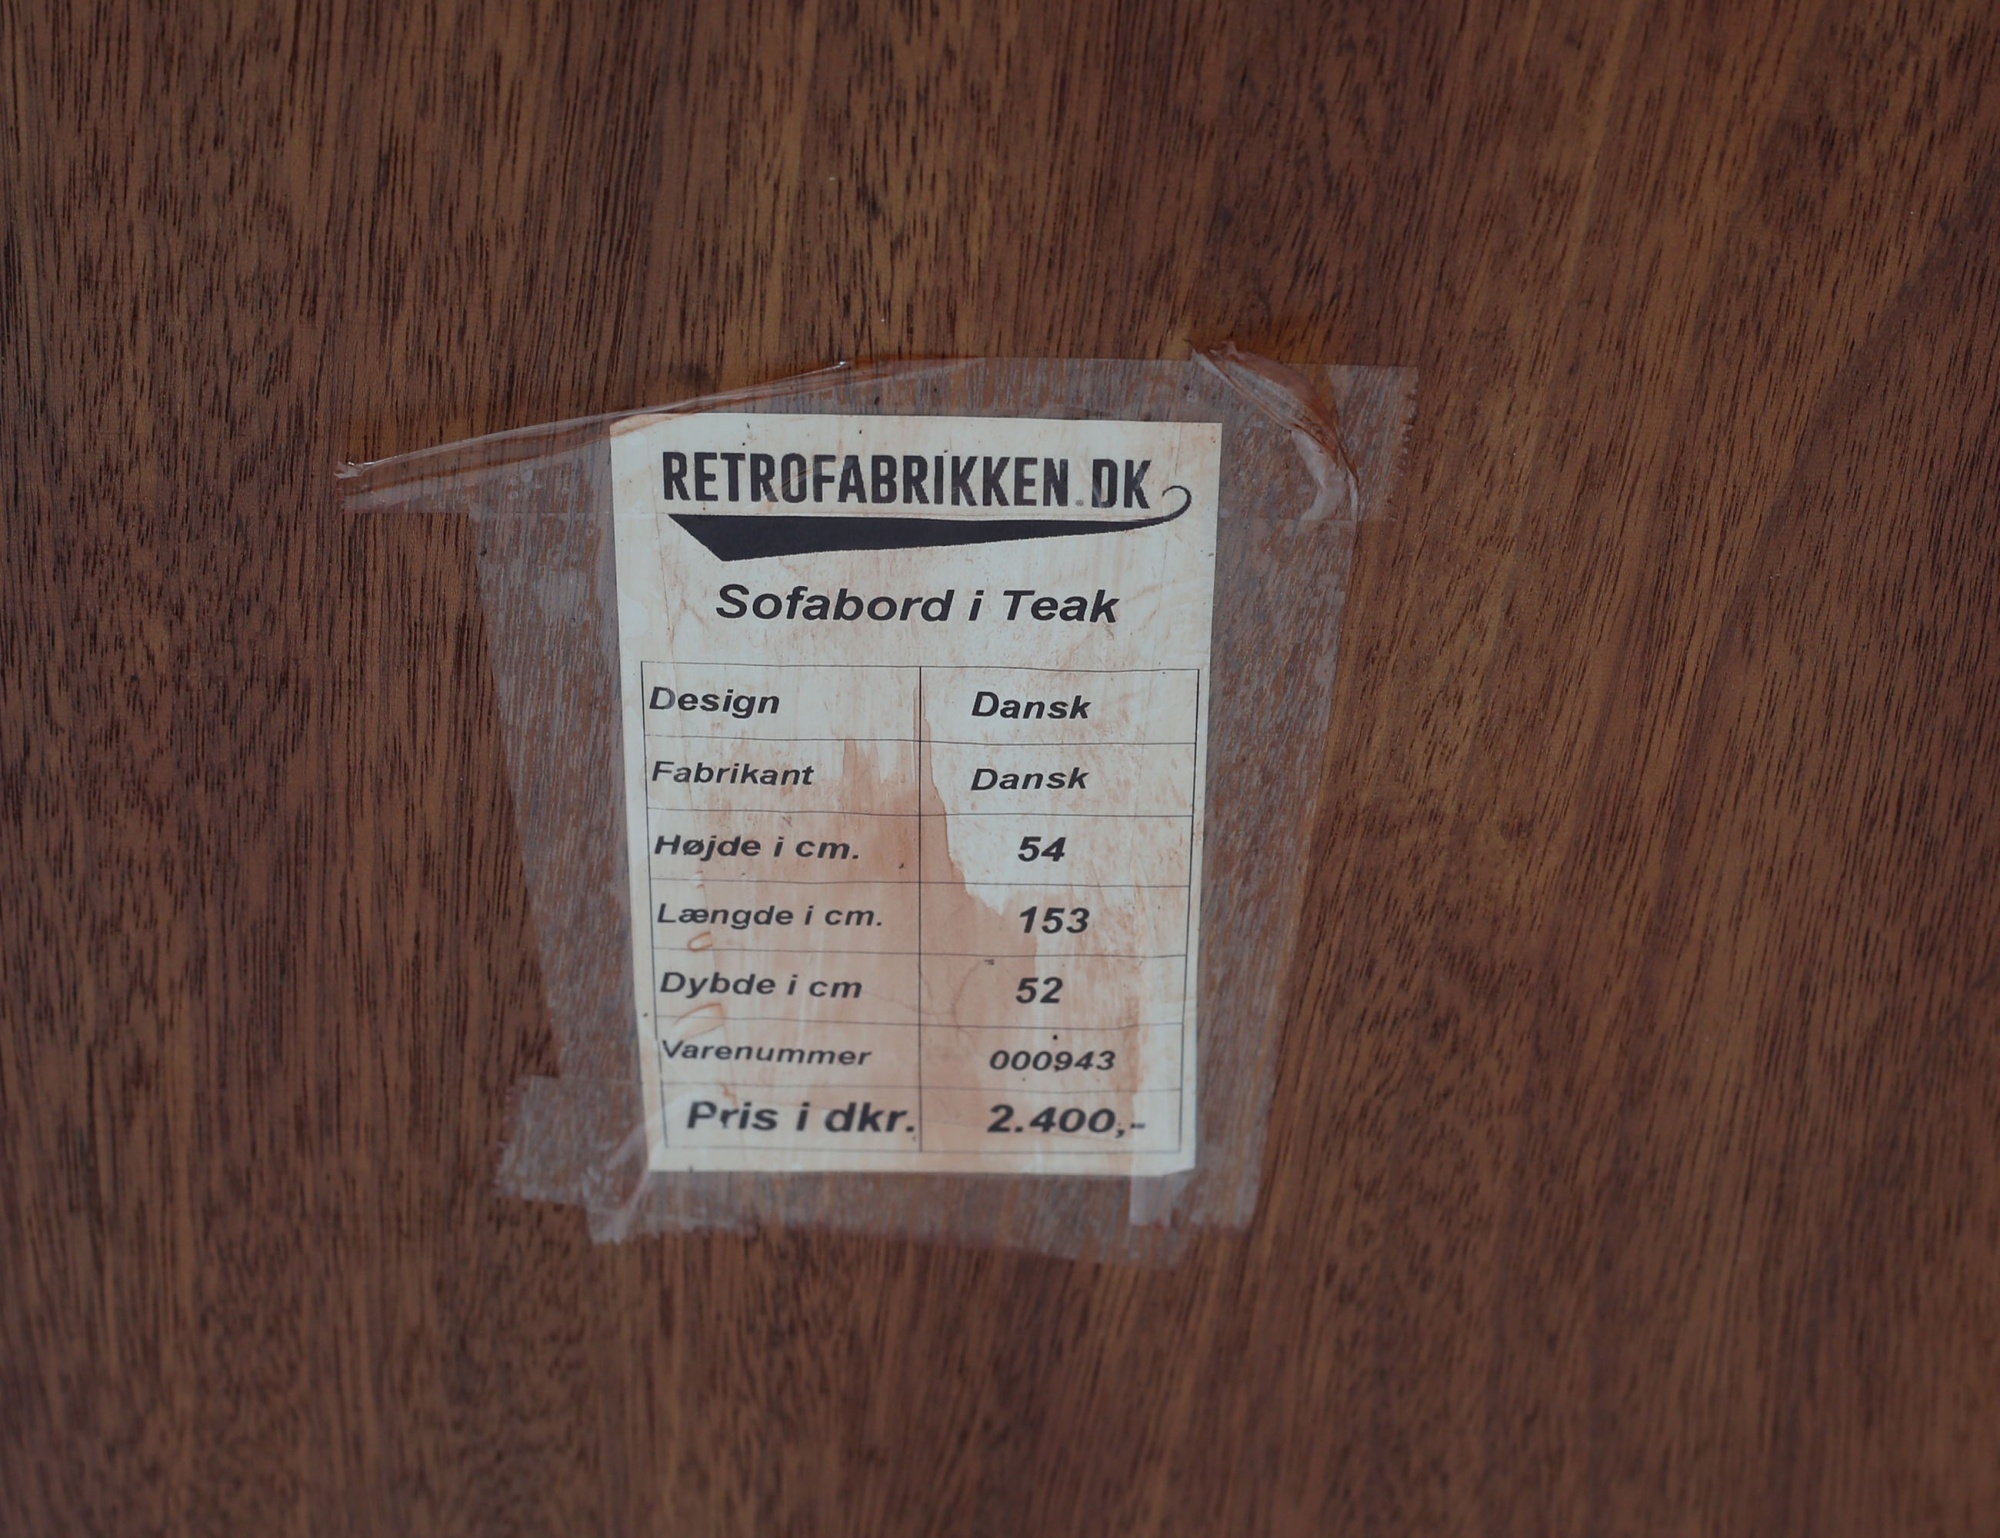 RETROFABRIKKEN.DK
Sofabord i Teak
Design Dansk
Fabrikant Dansk
Højde i cm. 54
Længde i cm. 153
Dybde i cm 52
Varenummer 000943
Pris i dkr. 2.400,-